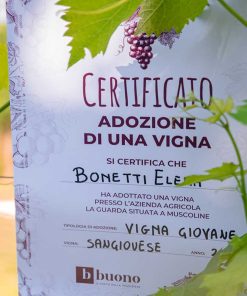 CERTIFICATO
ADOZIONE
DI UNA VIGNA
SI CERTIFICA CHE
BONETTI
HA ADOTTATO UNA VIGNA
PRESSO L'AZIENDA AGRICOLA
LA GUARDA SITUATA A MUSCOLINE
TIPOLOGIA DI ADOZIONE: VIGNA GIOVANE
VIGNA: SANGIOVESE ANNO:
b buono